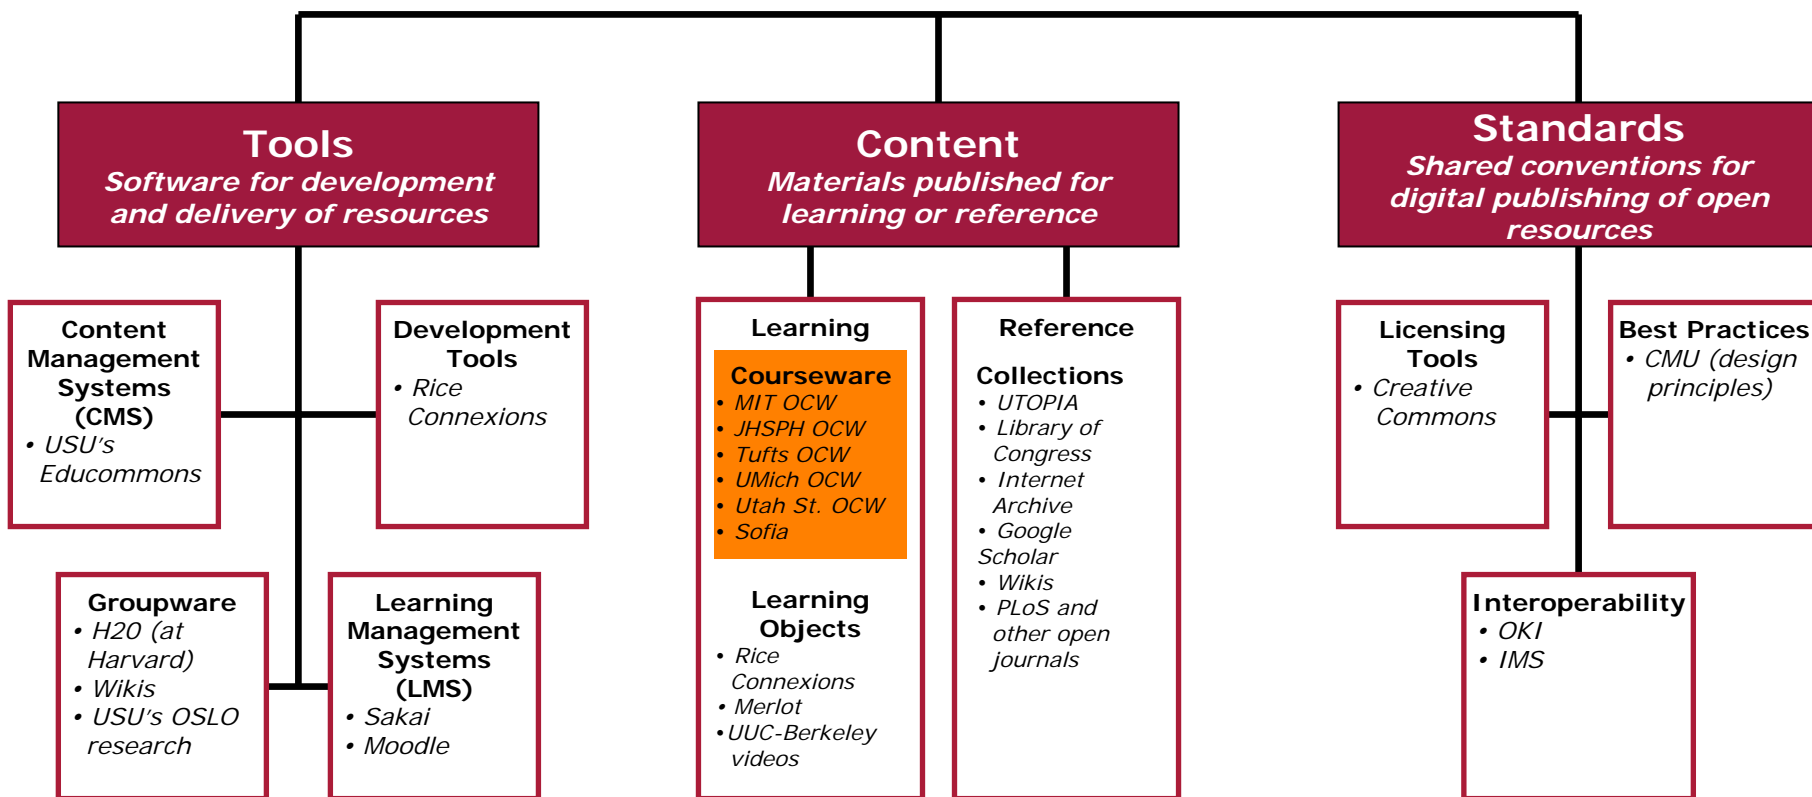 Tools
Software for development
and delivery of resources
Content
Materials published for
learning or reference
Standards
Shared conventions for
digital publishing of open
resources
Content
Management
Systems
(CMS)
• USU's
Educommons
Development
Tools
• Rice
Connexions
Groupware
• H20 (at
Harvard)
• Wikis
• USU's OSLO
research
Learning
Management
Systems
(LMS)
• Sakai
• Moodle
Learning
Courseware
• MIT OCW
• JHSPH OCW
• Tufts OCW
• UMich OCW
• Utah St. OCW
• Sofia
Learning
Objects
• Rice
Connexions
• Merlot
•UUC-Berkeley
videos
Reference
Collections
• UTOPIA
• Library of
Congress
• Internet
Archive
• Google
Scholar
• Wikis
• PLoS and
other open
journals
Licensing
Tools
• Creative
Commons
Best Practices
• CMU (design
principles)
Interoperability
• OKI
• IMS